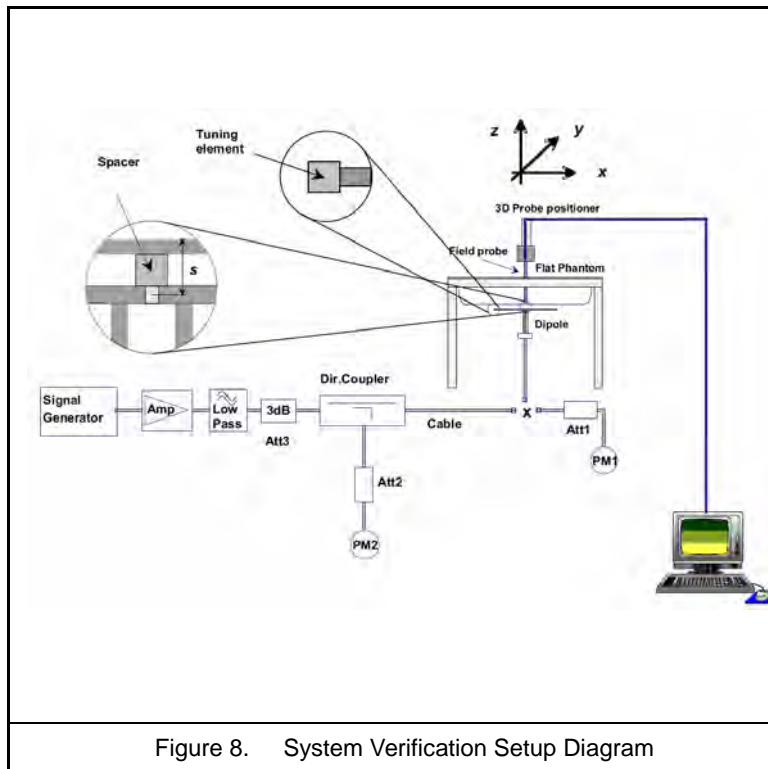 Tuning
element
Spacer
z
y
x
3D Probe positioner
Field probe
Flat Phantom
s
Dipole
Dir.Coupler
Signal
Generator
Amp
Low
Pass
3dB
Att3
Cable
x
Att1
PM1
Att2
PM2
Figure 8. System Verification Setup Diagram